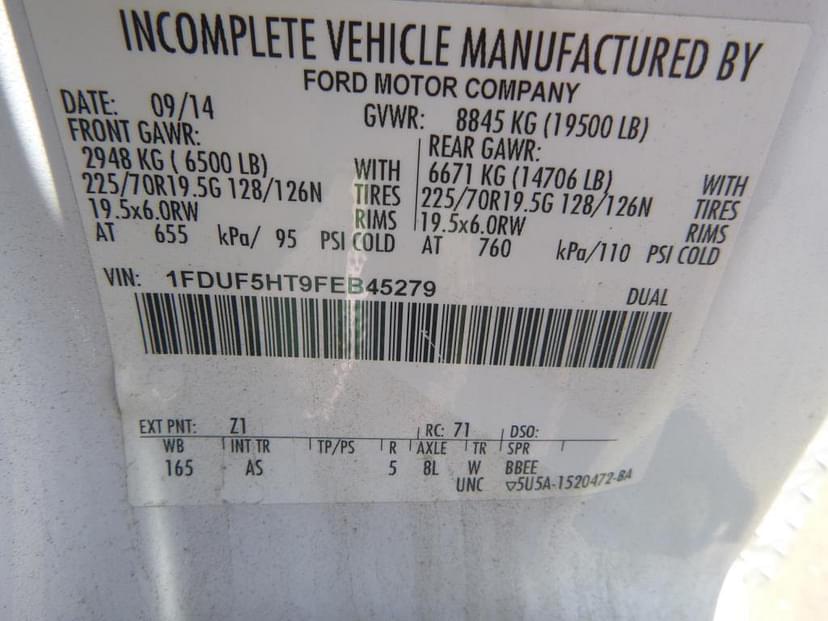 INCOMPLETE VEHICLE MANUFACTURED BY
FORD MOTOR COMPANY
DATE: 09/14 GVWR: 8845 KG (19500 LB)
FRONT GAWR: REAR GAWR:
2948 KG ( 6500 LB) WITH 6671 KG (14706 LB) WITH
225/70R19.5G 128/126N TIRES 225/70R19.5G 128/126N TIRES
19.5x6.0RW RIMS 19.5x6.0RW RIMS
AT 655 kPa/ 95 PSI COLD AT 760 kPa/110 PSI COLD
VIN: 1FDUF5HT9FEB45279 DUAL
EXT PNT: Z1 RC: 71 DSO:
WB INT TR TP/PS R AXLE TR SPR
165 AS 5 8L W BBEE
UNC ▽5U5A-1520472-BA